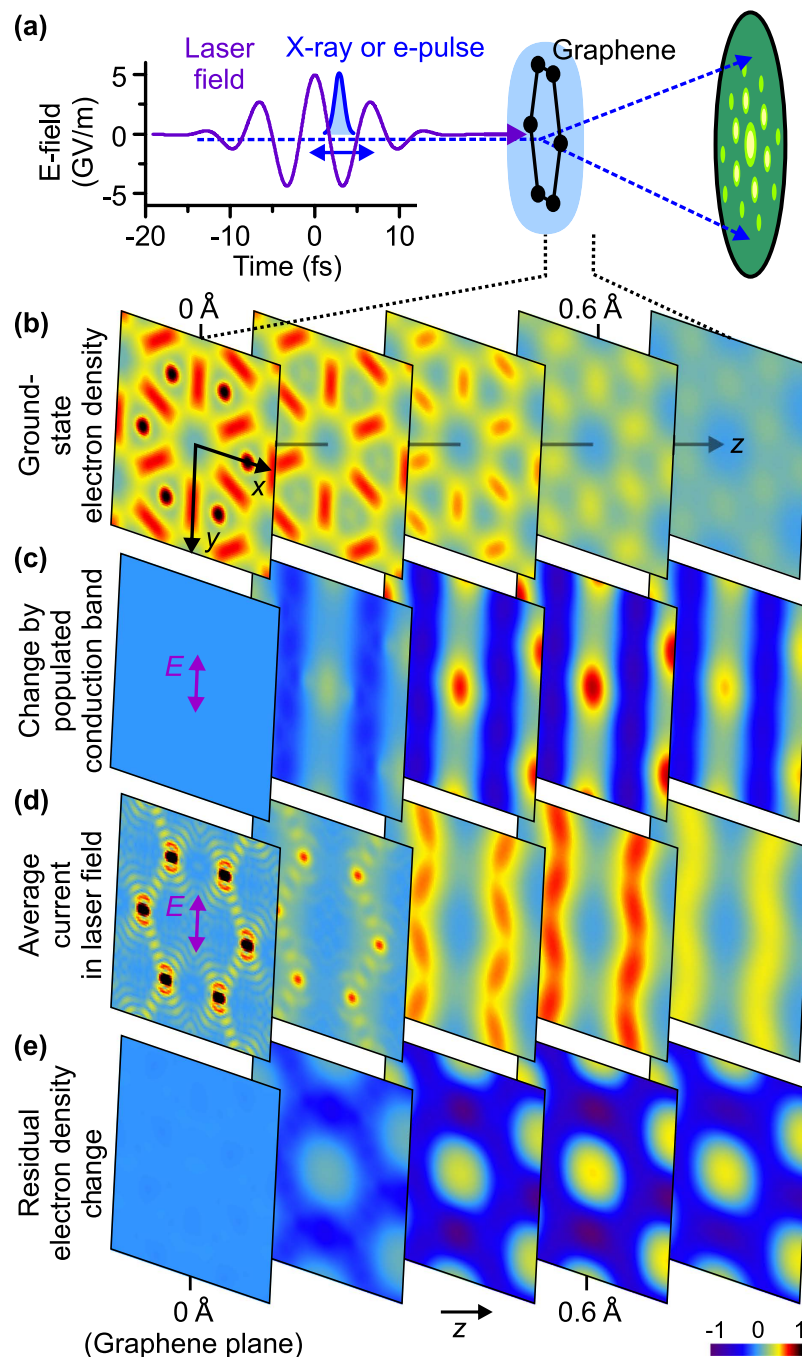 (a)
Laser
field
X-ray or e-pulse
Graphene
E-field
(GV/m)
5
0
-5
-20
-10
0
10
Time (fs)
(b)
0 Å
0.6 Å
Ground-
state
electron density
x
y
z
(c)
Change by
populated
conduction band
E
(d)
Average
current
in laser field
E
(e)
Residual
electron density
change
0 Å
(Graphene plane)
z
0.6 Å
-1 0 1